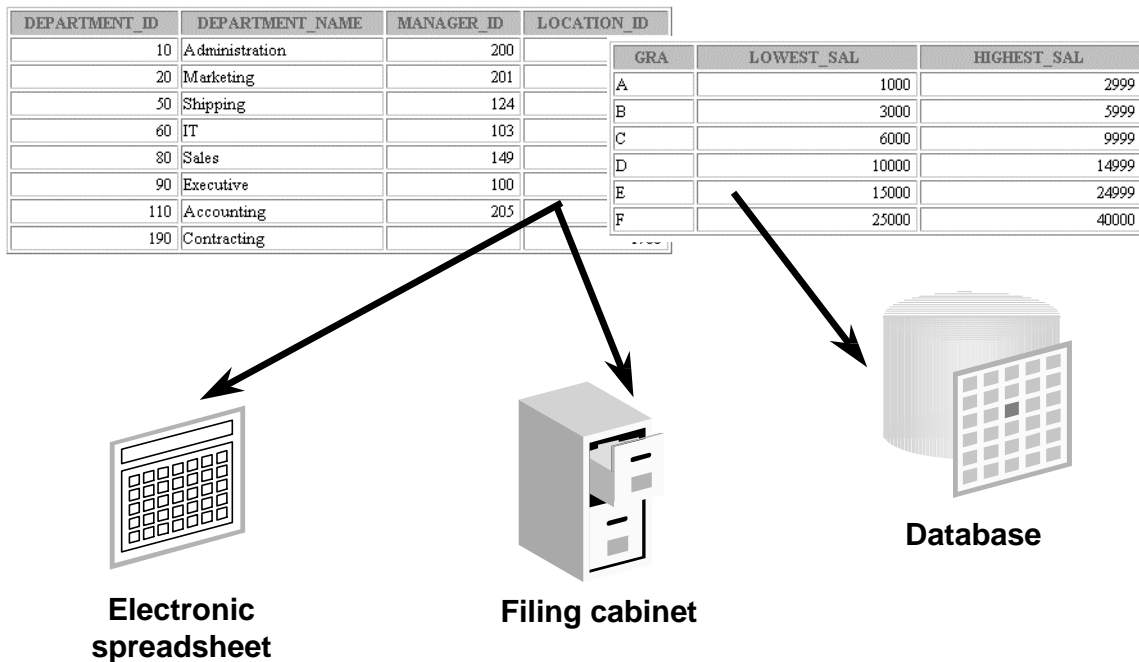 DEPARTMENT_ID DEPARTMENT_NAME MANAGER_ID LOCATION_ID
10 Administration 200
20 Marketing 201
50 Shipping 124
60 IT 103
80 Sales 149
90 Executive 100
110 Accounting 205
190 Contracting
GRA LOWEST_SAL HIGHEST_SAL
A 1000 2999
B 3000 5999
C 6000 9999
D 10000 14999
E 15000 24999
F 25000 40000
Electronic
spreadsheet
Filing cabinet
Database